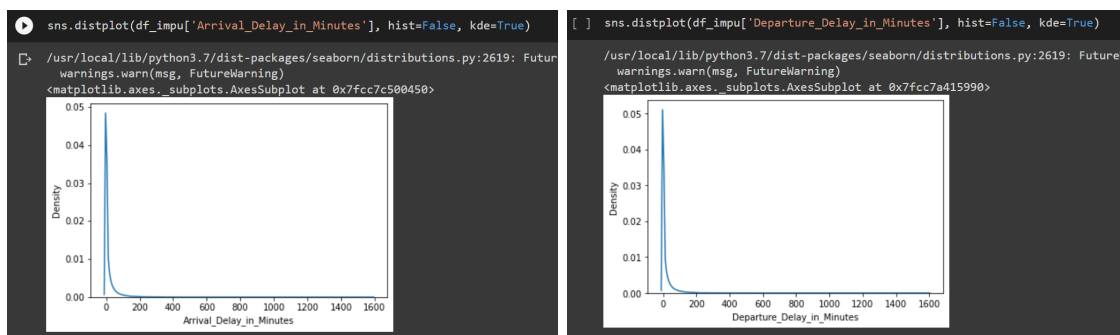 sns.distplot(df_impu['Arrival_Delay_in_Minutes'], hist=False, kde=True)
/usr/local/lib/python3.7/dist-packages/seaborn/distributions.py:2619: Futur
warnings.warn(msg, FutureWarning)
<matplotlib.axes._subplots.AxesSubplot at 0x7fcc7c500450>
0.05
0.04
0.03
0.02
0.01
0.00
Density
0 200 400 600 800 1000 1200 1400 1600
Arrival_Delay_in_Minutes
[ ] sns.distplot(df_impu['Departure_Delay_in_Minutes'], hist=False, kde=True)
/usr/local/lib/python3.7/dist-packages/seaborn/distributions.py:2619: Future
warnings.warn(msg, FutureWarning)
<matplotlib.axes._subplots.AxesSubplot at 0x7fcc7a415990>
0.05
0.04
0.03
0.02
0.01
0.00
Density
0 200 400 600 800 1000 1200 1400 1600
Departure_Delay_in_Minutes